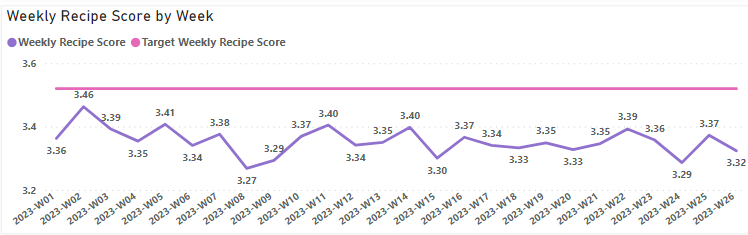 Weekly Recipe Score by Week
Weekly Recipe Score Target Weekly Recipe Score
3.6
3.4
3.2
3.36
3.46
3.39
3.35
3.41
3.34
3.38
3.27
3.29
3.37
3.40
3.34
3.35
3.40
3.30
3.37
3.34
3.33
3.35
3.33
3.35
3.39
3.36
3.29
3.37
3.32
2023-W01
2023-W02
2023-W03
2023-W04
2023-W05
2023-W06
2023-W07
2023-W08
2023-W09
2023-W10
2023-W11
2023-W12
2023-W13
2023-W14
2023-W15
2023-W16
2023-W17
2023-W18
2023-W19
2023-W20
2023-W21
2023-W22
2023-W23
2023-W24
2023-W25
2023-W26